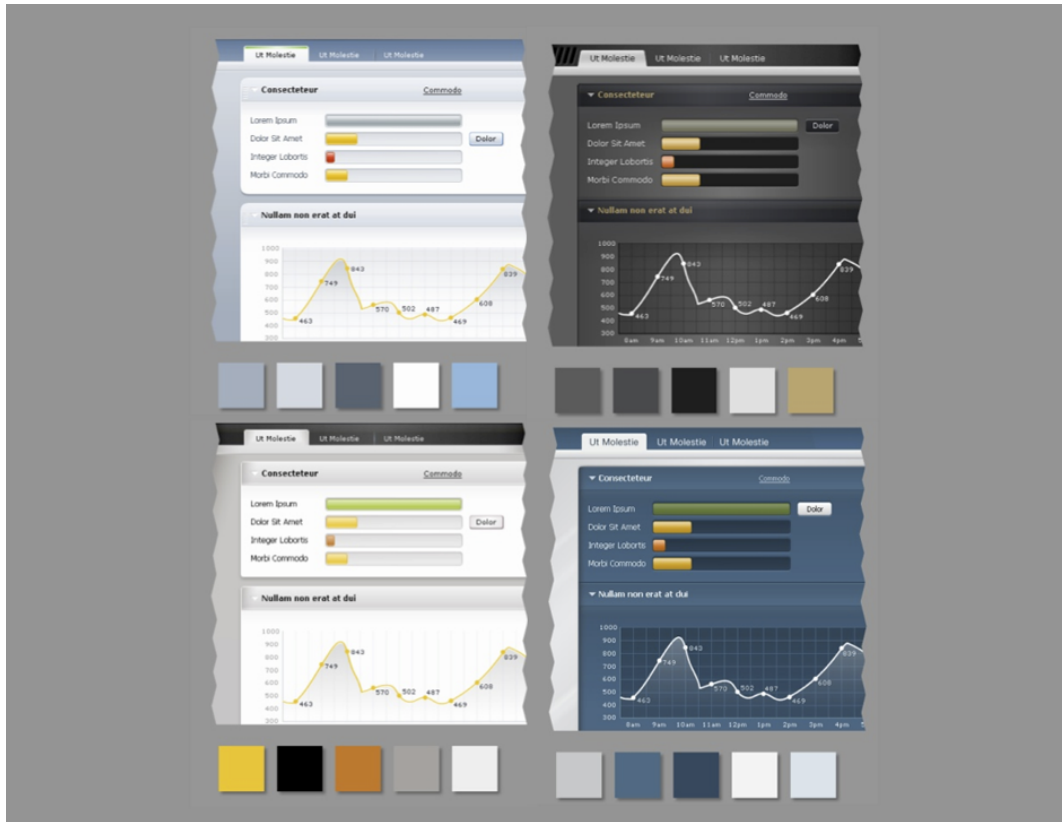 Ut Molestie Ut Molestie Ut Molestie
Consecteteur Commodo
Lorem Ipsum
Dolor Sit Amet Dolor
Integer Lobortis
Morbi Commodo
Nullam non erat at dui
1000
900
800
700
600
500
400
300
463 749 843 570 502 487 469 608 839
Ut Molestie Ut Molestie Ut Molestie
Consecteteur Commodo
Lorem Ipsum Dolor
Dolor Sit Amet
Integer Lobortis
Morbi Commodo
Nullam non erat at dui
1000
900
800
700
600
500
400
300
463 749 843 570 502 487 469 608 839
8am 9am 10am 11am 12pm 1pm 2pm 3pm 4pm 5
Ut Molestie Ut Molestie Ut Molestie
Consecteteur Commodo
Lorem Ipsum
Dolor Sit Amet Dolor
Integer Lobortis
Morbi Commodo
Nullam non erat at dui
1000
900
800
700
600
500
400
300
463 749 843 570 502 487 469 608 839
Ut Molestie Ut Molestie Ut Molestie
Consecteteur Commodo
Lorem Ipsum Dolor
Dolor Sit Amet
Integer Lobortis
Morbi Commodo
Nullam non erat at dui
1000
900
800
700
600
500
400
300
463 749 843 570 502 487 469 608 839
8am 9am 10am 11am 12pm 1pm 2pm 3pm 4pm 5